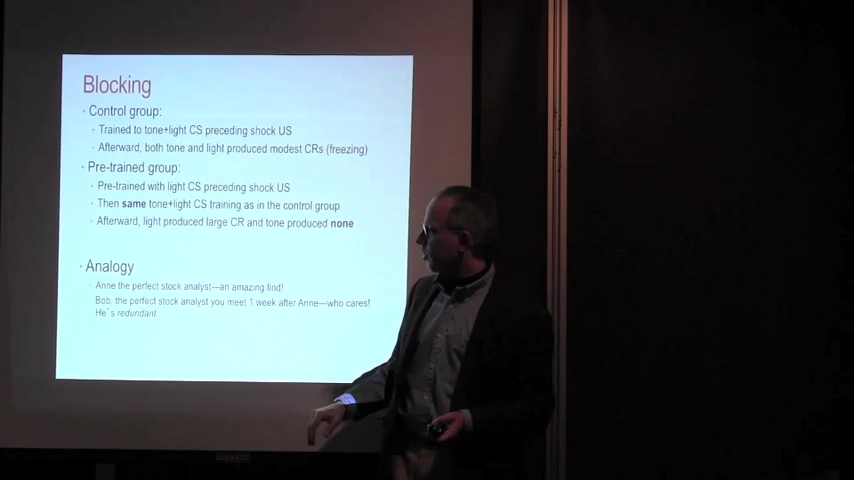 Blocking
• Control group:
• Trained to tone+light CS preceding shock US
• Afterward, both tone and light produced modest CRs (freezing)
• Pre-trained group:
• Pre-trained with light CS preceding shock US
• Then same tone+light CS training as in the control group
• Afterward, light produced large CR and tone produced none
• Analogy
• Anne the perfect stock analyst—an amazing find!
• Bob, the perfect stock analyst you meet 1 week after Anne—who cares!
He's redundant.